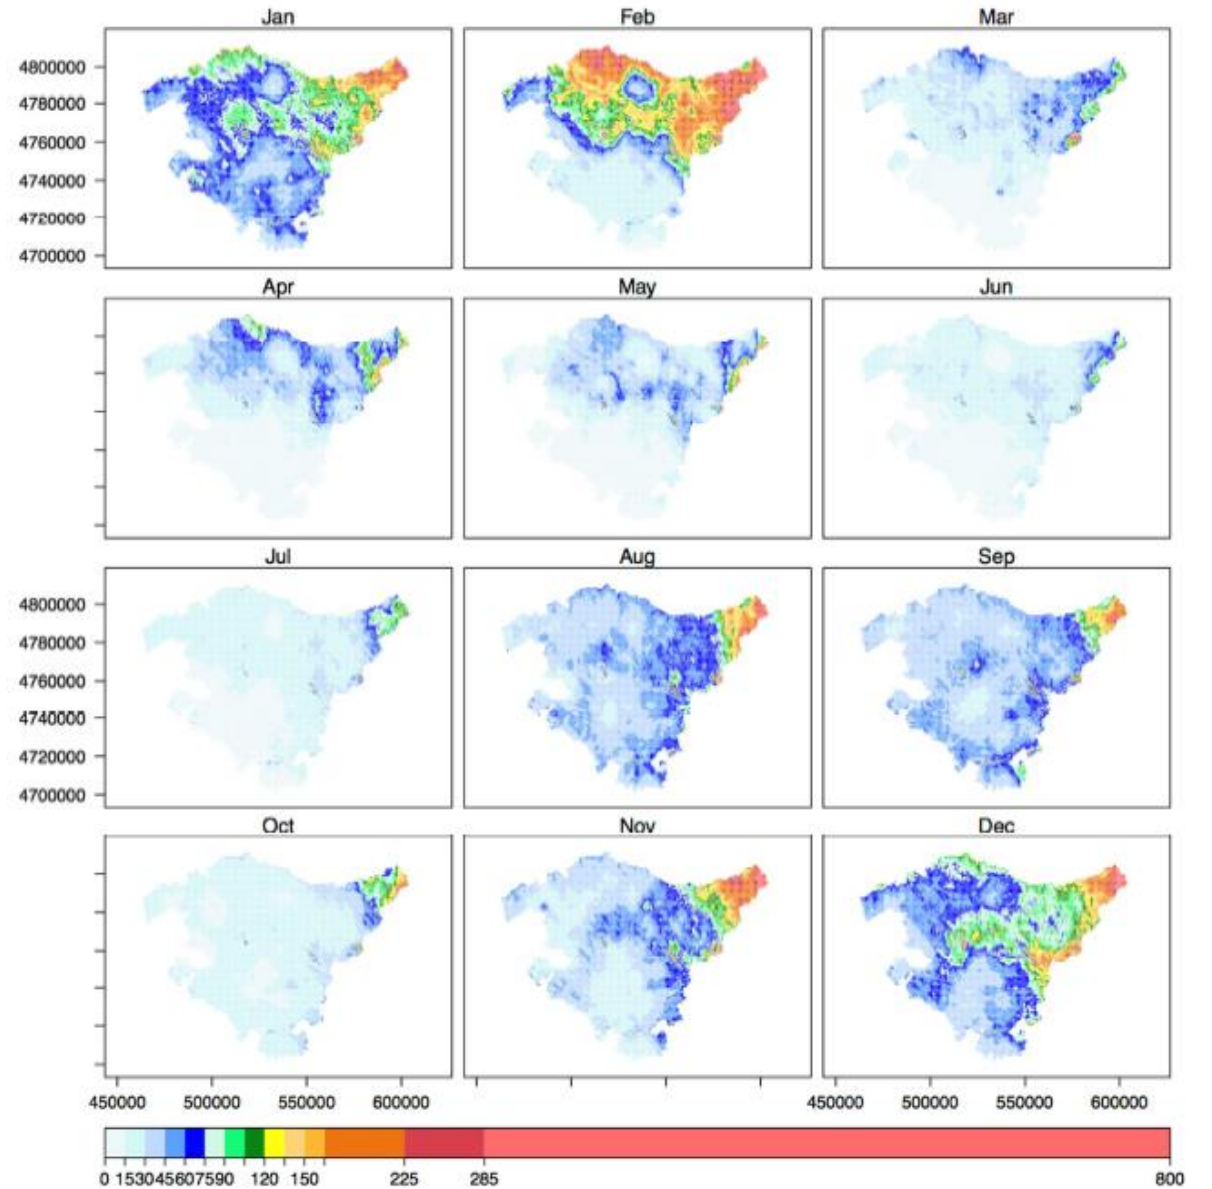 Jan Feb Mar
4800000
4780000
4760000
4740000
4720000
4700000
Apr May Jun
Jul Aug Sep
4800000
4780000
4760000
4740000
4720000
4700000
Oct Nov Dec
450000 500000 550000 600000 450000 500000 550000 600000
0 153045607590 120 150 225 285 800